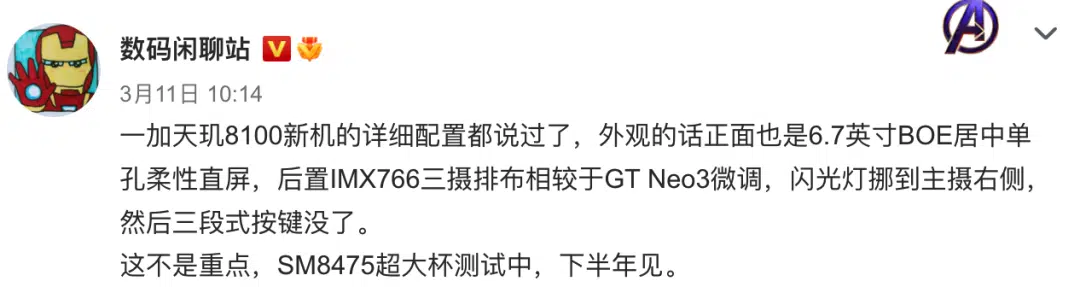 数码闲聊站
3月11日 10:14
一加天玑8100新机的详细配置都说过了，外观的话正面也是6.7英寸BOE居中单
孔柔性直屏，后置IMX766三摄排布相较于GT Neo3微调，闪光灯挪到主摄右侧，
然后三段式按键没了。
这不是重点，SM8475超大杯测试中，下半年见。